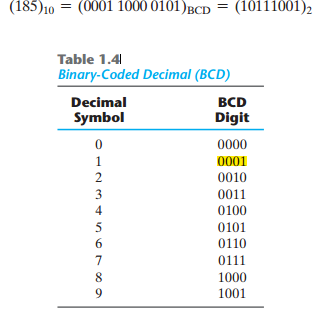 (185)10 = (0001 1000 0101)BCD = (10111001)2
Table 1.4
Binary-Coded Decimal (BCD)
Decimal Symbol BCD Digit
0 0000
1 0001
2 0010
3 0011
4 0100
5 0101
6 0110
7 0111
8 1000
9 1001